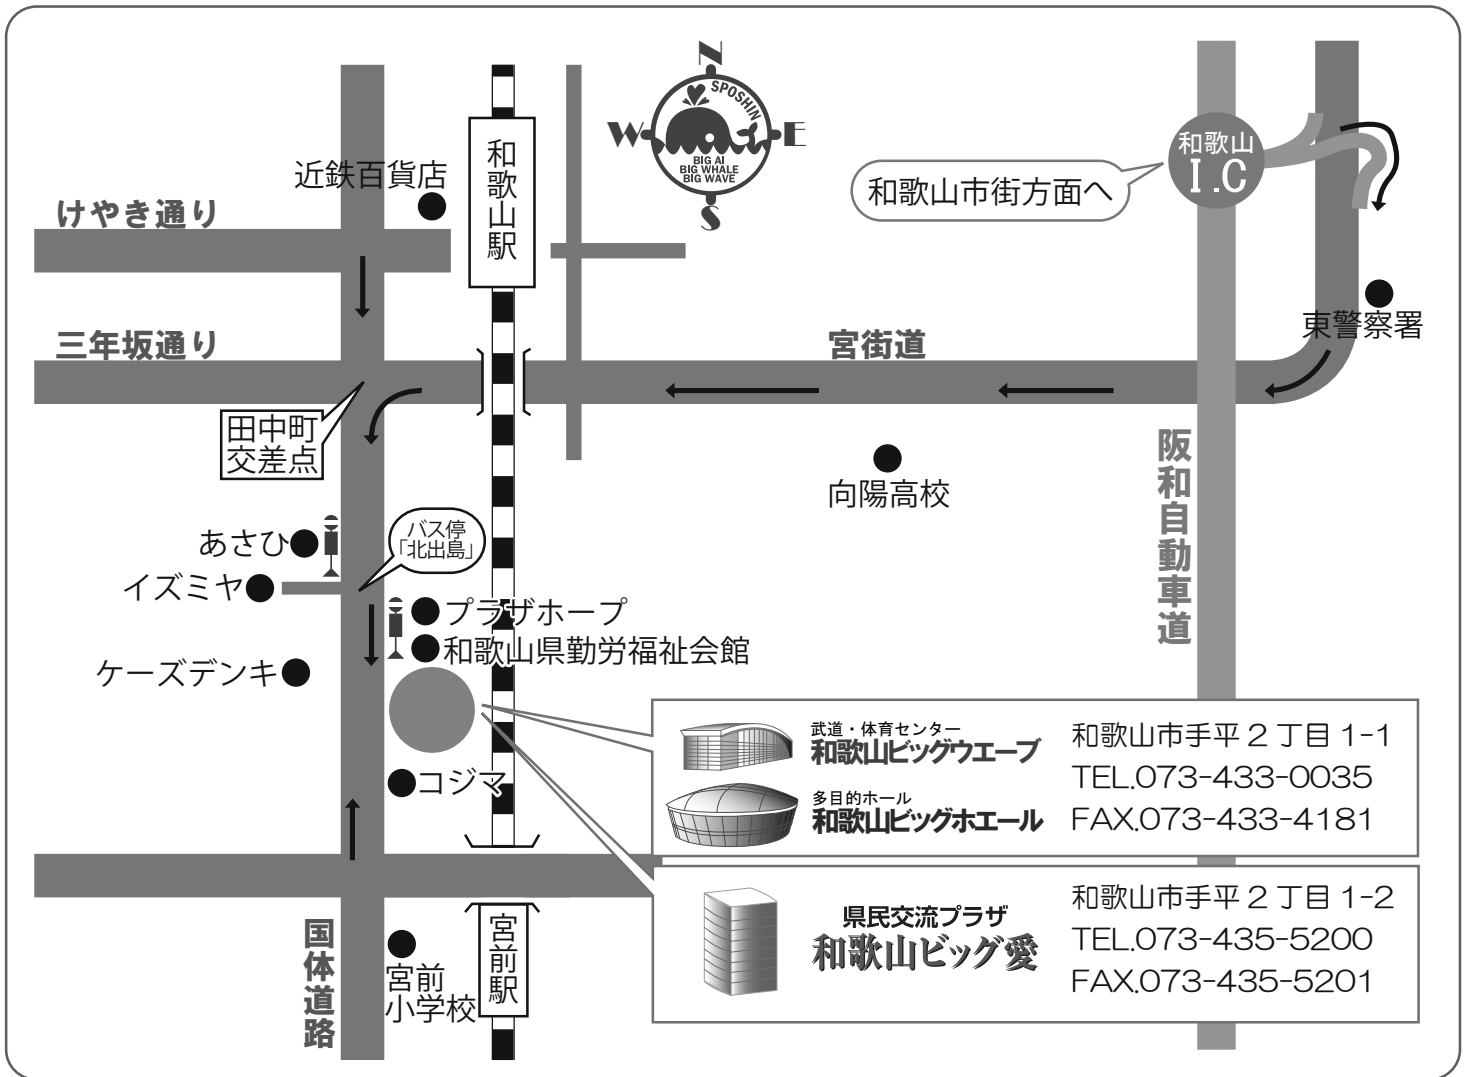 N
W
E
S
SPOSHIN
BIG AI
BIG WHALE
BIG WAVE
和歌山
I.C
和歌山市街方面へ
近鉄百貨店
和歌山駅
けやき通り
三年坂通り
宮街道
東警察署
田中町
交差点
向陽高校
阪和自動車道
あさひ
バス停
「北出島」
イズミヤ
プラザホープ
和歌山県勤労福祉会館
ケーズデンキ
コジマ
武道・体育センター
和歌山ビッグウエーブ
多目的ホール
和歌山ビッグホエール
和歌山市手平2丁目1-1
TEL.073-433-0035
FAX.073-433-4181
県民交流プラザ
和歌山ビッグ愛
和歌山市手平2丁目1-2
TEL.073-435-5200
FAX.073-435-5201
国体道路
宮前
小学校
宮前駅